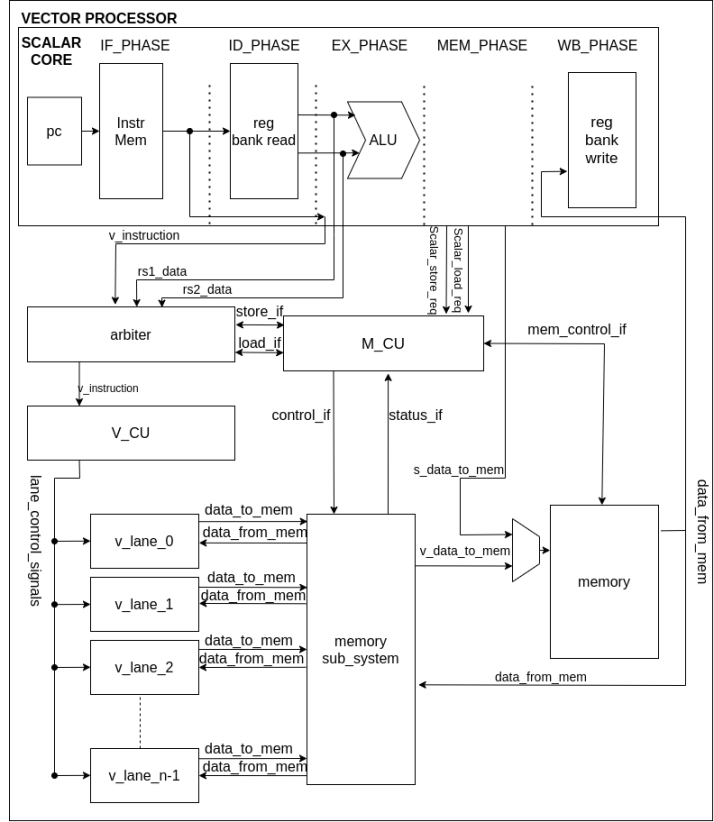 VECTOR PROCESSOR
SCALAR
CORE
IF_PHASE
ID_PHASE
EX_PHASE
MEM_PHASE
WB_PHASE
pc
Instr
Mem
reg
bank read
ALU
reg
bank
write
v_instruction
rs1_data
rs2_data
Scalar_store_req
Scalar_load_req
arbiter
store_if
load_if
M_CU
mem_control_if
v_instruction
V_CU
control_if
status_if
s_data_to_mem
lane_control_signals
data_from_mem
v_lane_0
data_to_mem
data_from_mem
v_data_to_mem
memory
v_lane_1
data_to_mem
data_from_mem
v_lane_2
data_to_mem
data_from_mem
memory
sub_system
data_from_mem
v_lane_n-1
data_to_mem
data_from_mem